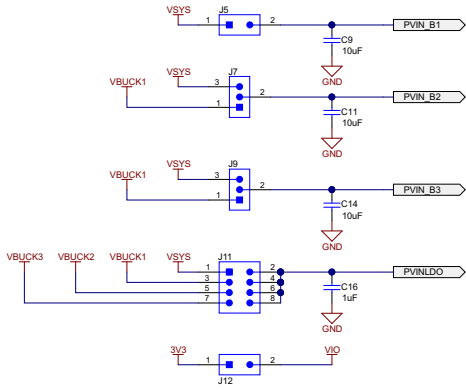 VSYS J5
1 2 PVIN_B1
C9
10uF
GND
VSYS J7
VBUCK1 3
2 PVIN_B2
1
C11
10uF
GND
VSYS J9
VBUCK1 3
2 PVIN_B3
1
C14
10uF
GND
VBUCK3 VBUCK2 VBUCK1 VSYS J11
1 2 PVINLDO
3 4
5 6
7 8
C16
1uF
GND
3V3 VIO
1 2
J12